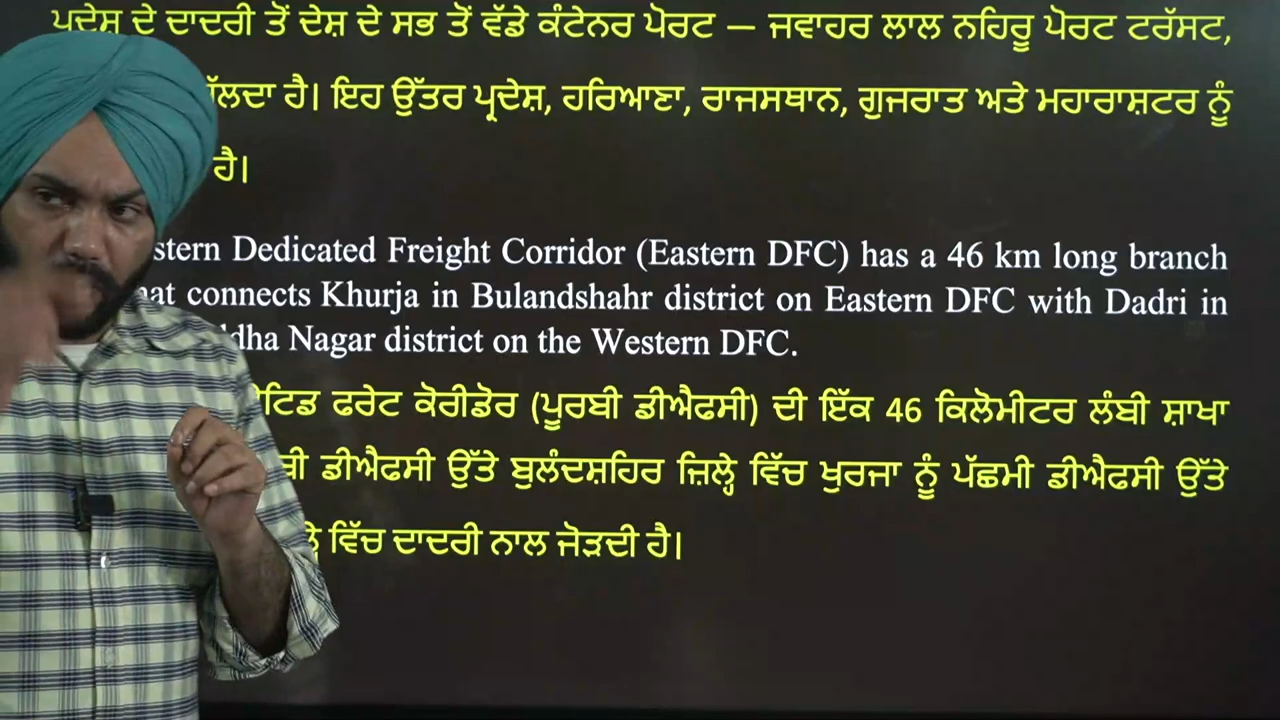 ਪ੍ਰਦੇਸ਼ ਦੇ ਦਾਦਰੀ ਤੋਂ ਦੇਸ਼ ਦੇ ਸਭ ਤੋਂ ਵੱਡੇ ਕੰਟੇਨਰ ਪੋਰਟ — ਜਵਾਹਰ ਲਾਲ ਨਹਿਰੂ ਪੋਰਟ ਟਰੱਸਟ,
ਹੈ। ਇਹ ਉੱਤਰ ਪ੍ਰਦੇਸ਼, ਹਰਿਆਣਾ, ਰਾਜਸਥਾਨ, ਗੁਜਰਾਤ ਅਤੇ ਮਹਾਰਾਸ਼ਟਰ ਨੂੰ
ਹੈ।
Dedicated Freight Corridor (Eastern DFC) has a 46 km long branch
connects Khurja in Bulandshahr district on Eastern DFC with Dadri in
Nagar district on the Western DFC.
ਫਰੇਟ ਕੋਰੀਡੋਰ (ਪੂਰਬੀ ਡੀਐਫਸੀ) ਦੀ ਇੱਕ 46 ਕਿਲੋਮੀਟਰ ਲੰਬੀ ਸ਼ਾਖਾ
ਡੀਐਫਸੀ ਉੱਤੇ ਬੁਲੰਦਸ਼ਹਿਰ ਜ਼ਿਲ੍ਹੇ ਵਿੱਚ ਖੁਰਜਾ ਨੂੰ ਪੱਛਮੀ ਡੀਐਫਸੀ ਉੱਤੇ
ਵਿੱਚ ਦਾਦਰੀ ਨਾਲ ਜੋੜਦੀ ਹੈ।